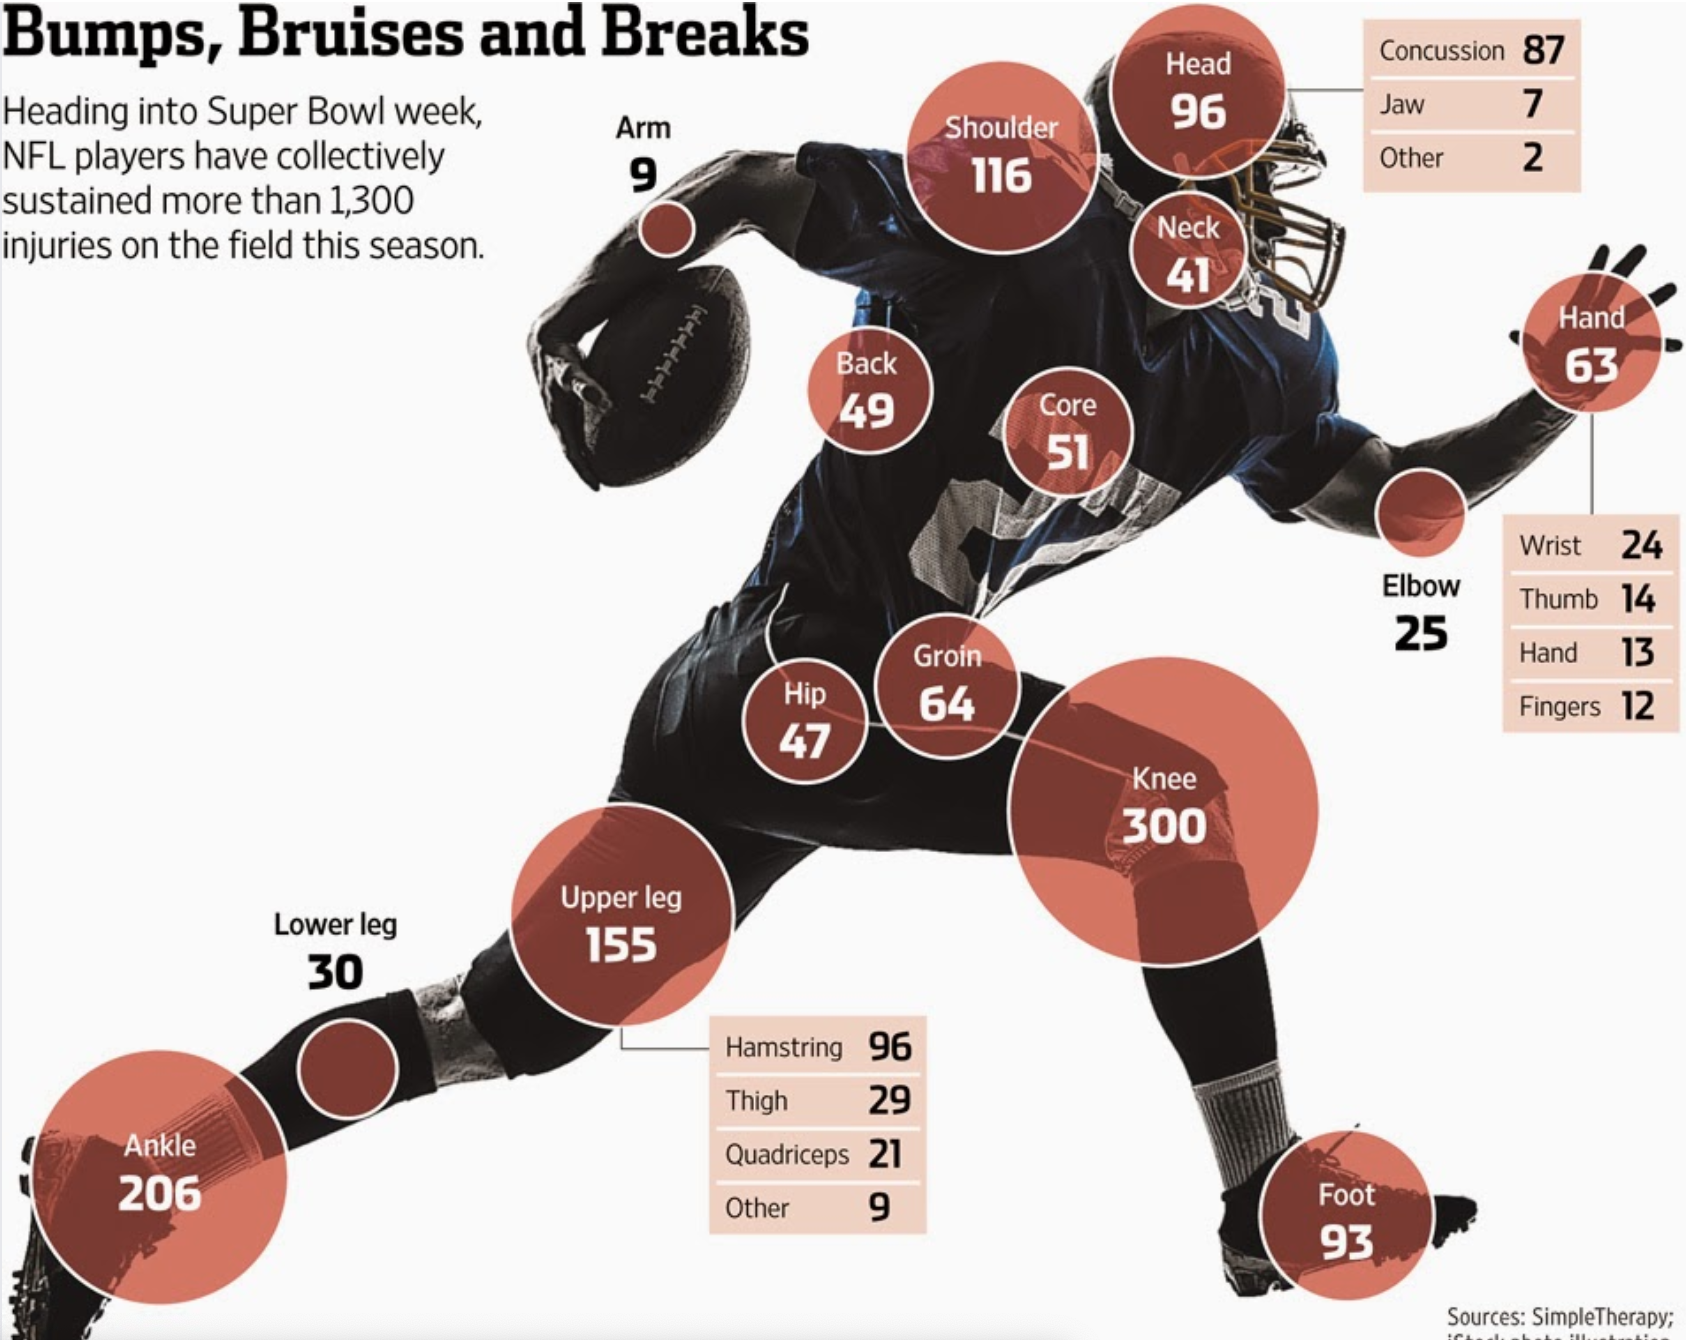 Bumps, Bruises and Breaks
Heading into Super Bowl week,
NFL players have collectively
sustained more than 1,300
injuries on the field this season.
Head
96
Concussion 87
Jaw 7
Other 2
Shoulder
116
Arm
9
Neck
41
Hand
63
Wrist 24
Thumb 14
Hand 13
Fingers 12
Back
49
Core
51
Elbow
25
Groin
64
Hip
47
Knee
300
Upper leg
155
Hamstring 96
Thigh 29
Quadriceps 21
Other 9
Lower leg
30
Ankle
206
Foot
93
2
Sources: SimpleTherapy;
iStock photo illustration